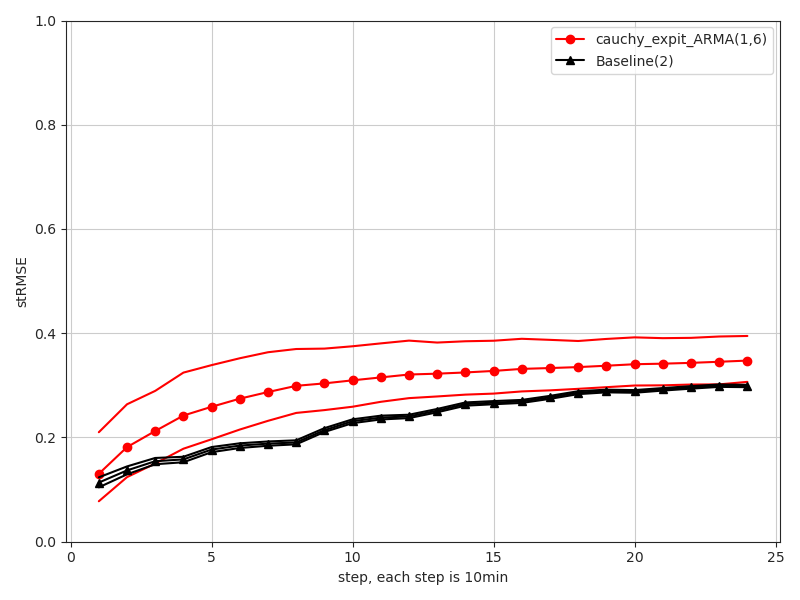 cauchy_expit_ARMA(1,6)
Baseline(2)
stRMSE
1.0
0.8
0.6
0.4
0.2
0.0
0 5 10 15 20 25
step, each step is 10min